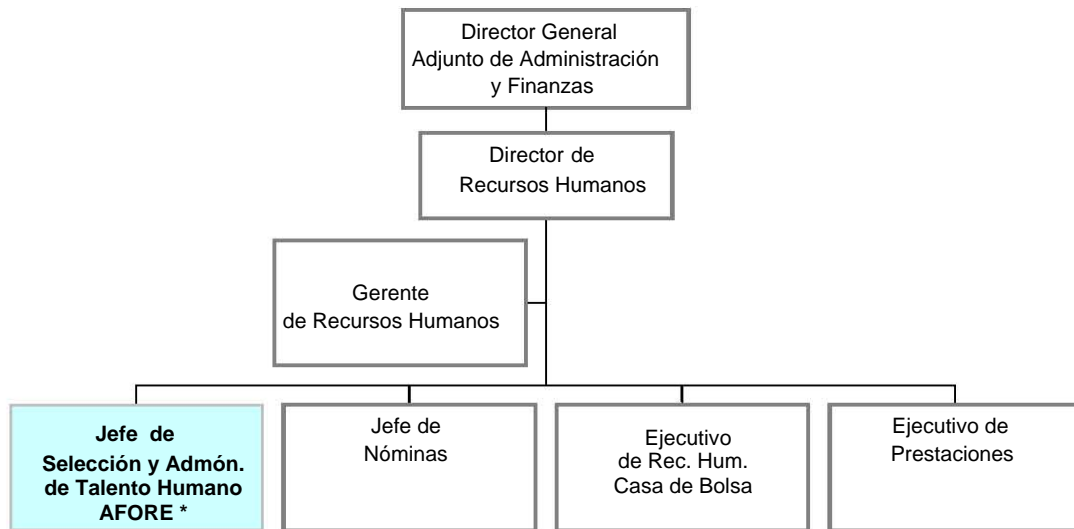 Director General
Adjunto de Administración
y Finanzas
Director de
Recursos Humanos
Gerente
de Recursos Humanos
Jefe de
Selección y Admón.
de Talento Humano
AFORE *
Jefe de
Nóminas
Ejecutivo
de Rec. Hum.
Casa de Bolsa
Ejecutivo de
Prestaciones